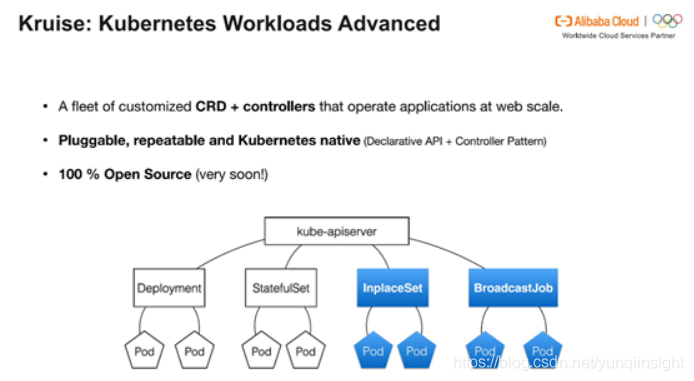 Kruise: Kubernetes Workloads Advanced
Alibaba Cloud
Worldwide Cloud Services Partner
• A fleet of customized CRD + controllers that operate applications at web scale.
• Pluggable, repeatable and Kubernetes native (Declarative API + Controller Pattern)
• 100 % Open Source (very soon!)
kube-apiserver
Deployment StatefulSet InplaceSet BroadcastJob
Pod Pod Pod Pod Pod Pod Pod Pod
https://blog.csdn.net/yunqiinsight